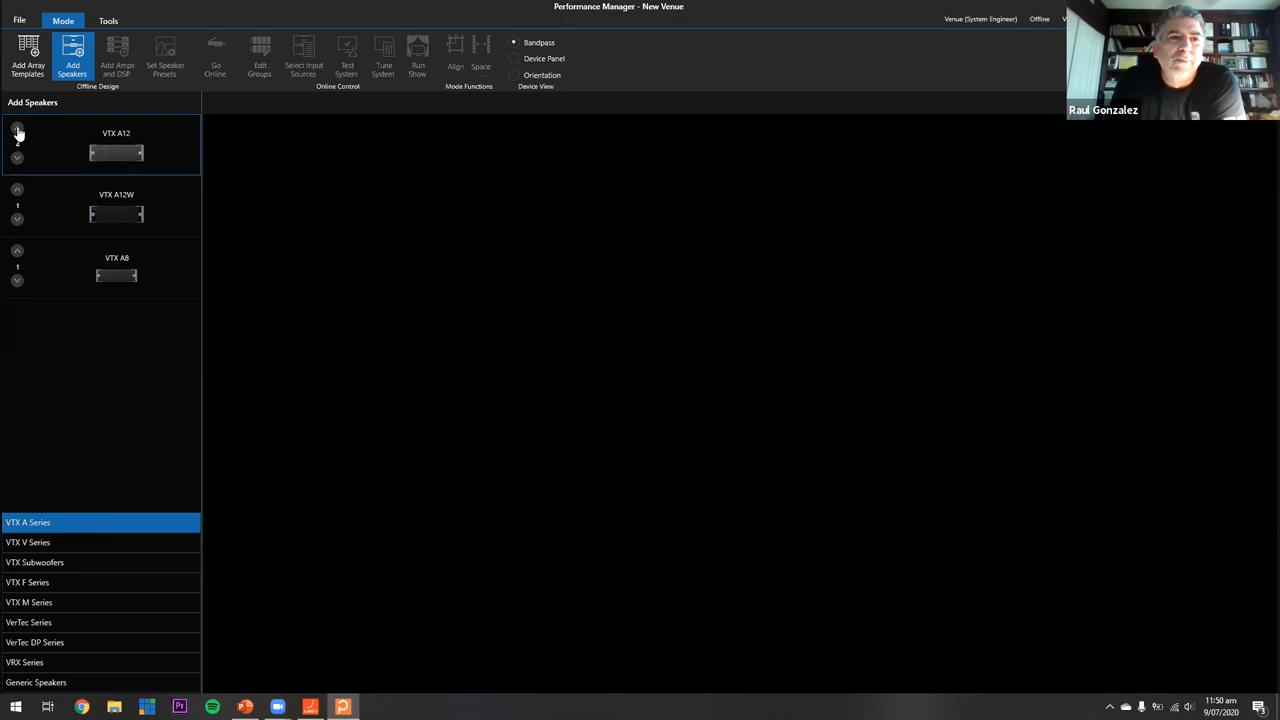 Performance Manager - New Venue
File
Mode
Tools
Venue (System Engineer)
Offline
Add Array Templates
Add Speakers
Add Amps and DSP
Set Speaker Presets
Go Online
Edit Groups
Select Input Sources
Test System
Tune System
Run Show
Align
Space
Bandpass
Device Panel
Orientation
Offline Design
Online Control
Mode Functions
Device View
Add Speakers
VTX A12
4
VTX A12W
1
VTX A8
1
VTX A Series
VTX V Series
VTX Subwoofers
VTX F Series
VTX M Series
VerTec Series
VerTec DP Series
VRX Series
Generic Speakers
Raul Gonzalez
Pr
11:50 am
9/07/2020
3